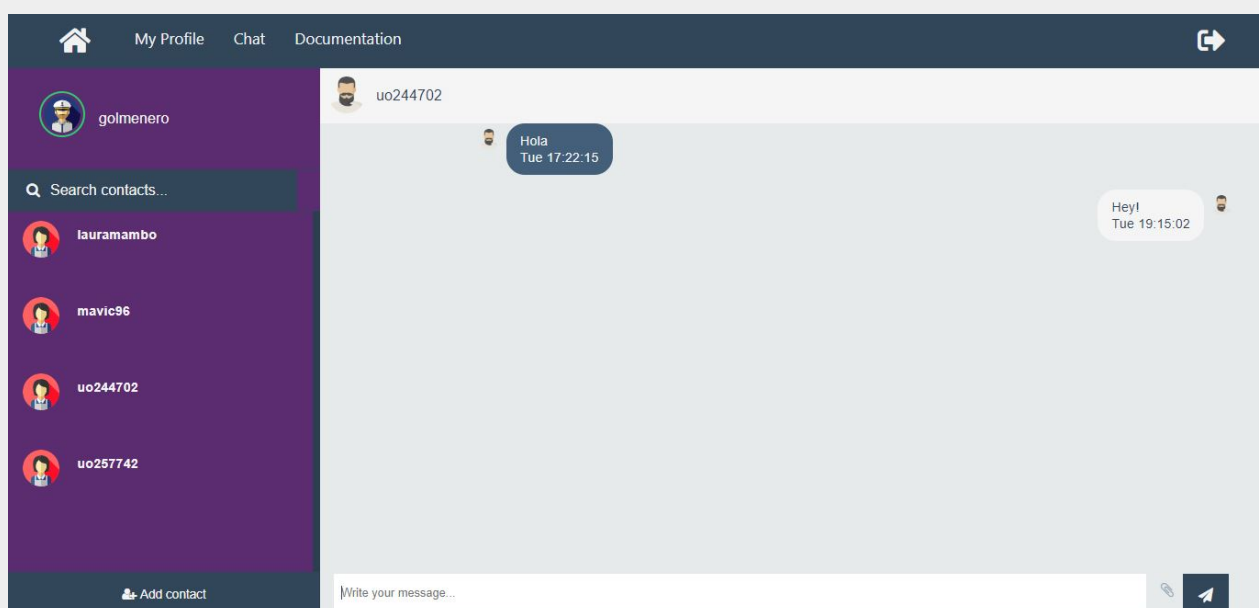 My Profile Chat Documentation
golmenero
Search contacts...
lauramambo
mavic96
uo244702
uo257742
Add contact
uo244702
Hola
Tue 17:22:15
Hey!
Tue 19:15:02
Write your message...